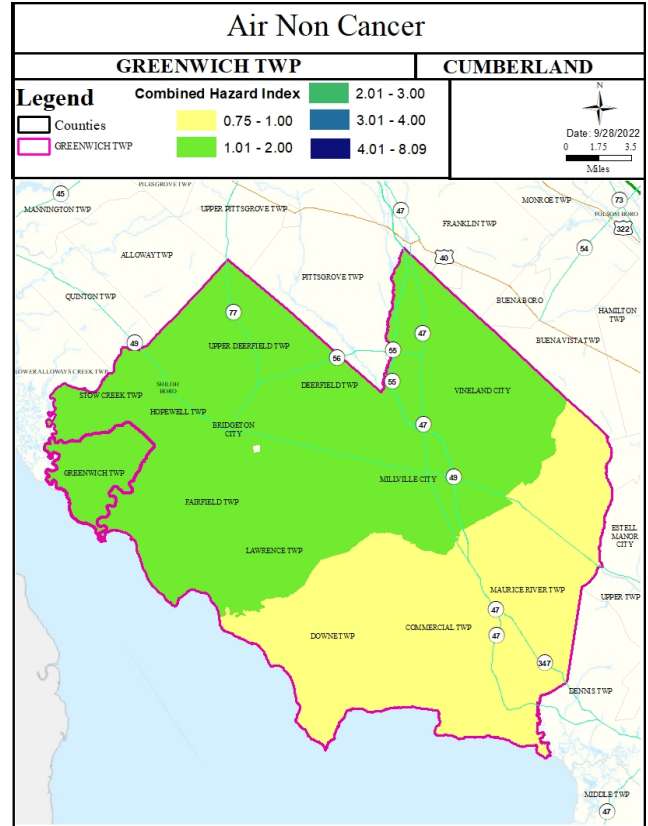 Air Non Cancer
GREENWICH TWP
CUMBERLAND
Legend
Counties
GREENWICH TWP
Combined Hazard Index
0.75 - 1.00
1.01 - 2.00
2.01 - 3.00
3.01 - 4.00
4.01 - 8.09
N
Date: 9/28/2022
0 1.75 3.5
Miles
PILESGROVE TWP
45
MANNINGTON TWP
UPPER PITTSGROVE TWP
47
MONROE TWP
73
FOLSOM BORO
322
FRANKLIN TWP
54
ALLOWAY TWP
40
PITTSGROVE TWP
QUINTON TWP
BUENA BORO
HAMILTON
TWP
77
49
47
BUENA VISTA TWP
UPPER DEERFIELD TWP
56
55
LOWER ALLOWAYS CREEK TWP
55
STOW CREEK TWP
SHILOH
BORO
DEERFIELD TWP
VINELAND CITY
HOPEWELL TWP
BRIDGETON
CITY
47
GREENWICH TWP
MILLVILLE CITY
49
FAIRFIELD TWP
ESTELL
MANOR
CITY
LAWRENCE TWP
MAURICE RIVER TWP
UPPER TWP
47
DOWNE TWP
COMMERCIAL TWP
47
347
DENNIS TWP
MIDDLE TWP
47